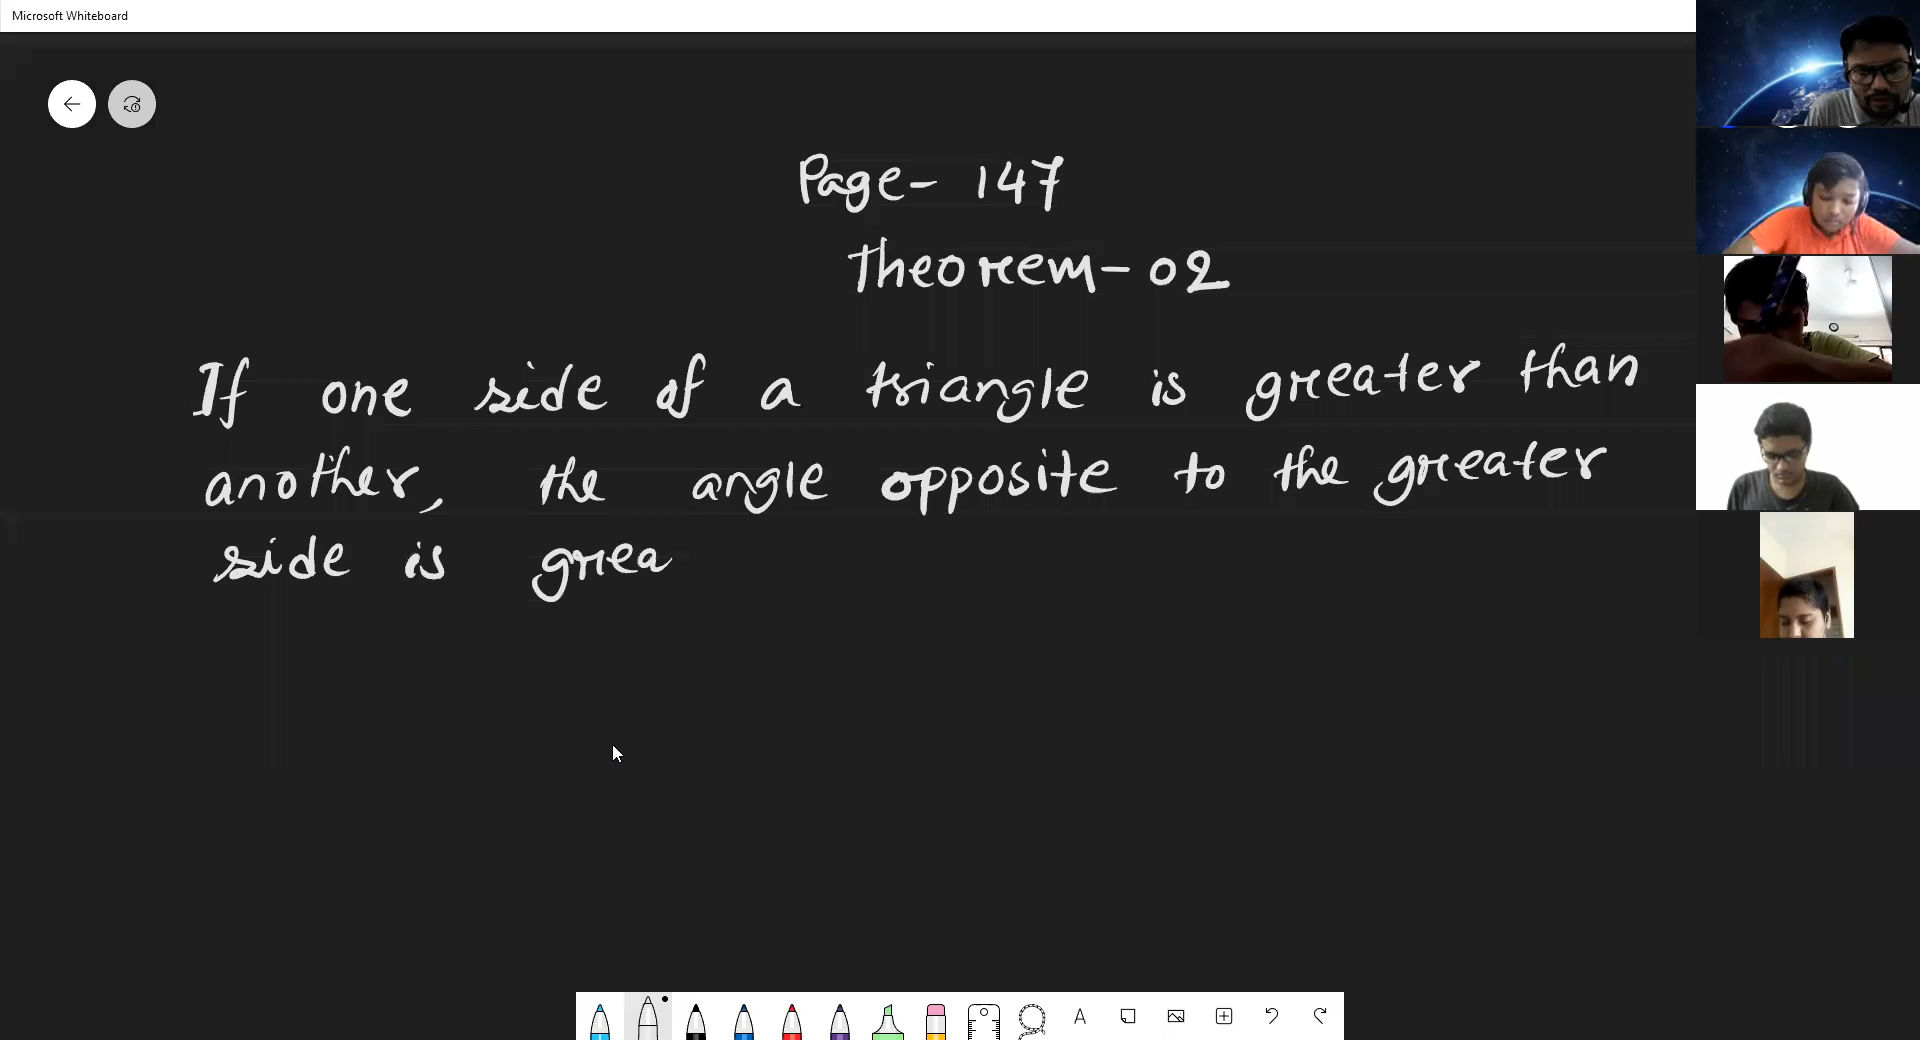 Microsoft Whiteboard
Page- 147
Theorem- 02
If one side of a triangle is greater than
another, the angle opposite to the greater
side is grea
A